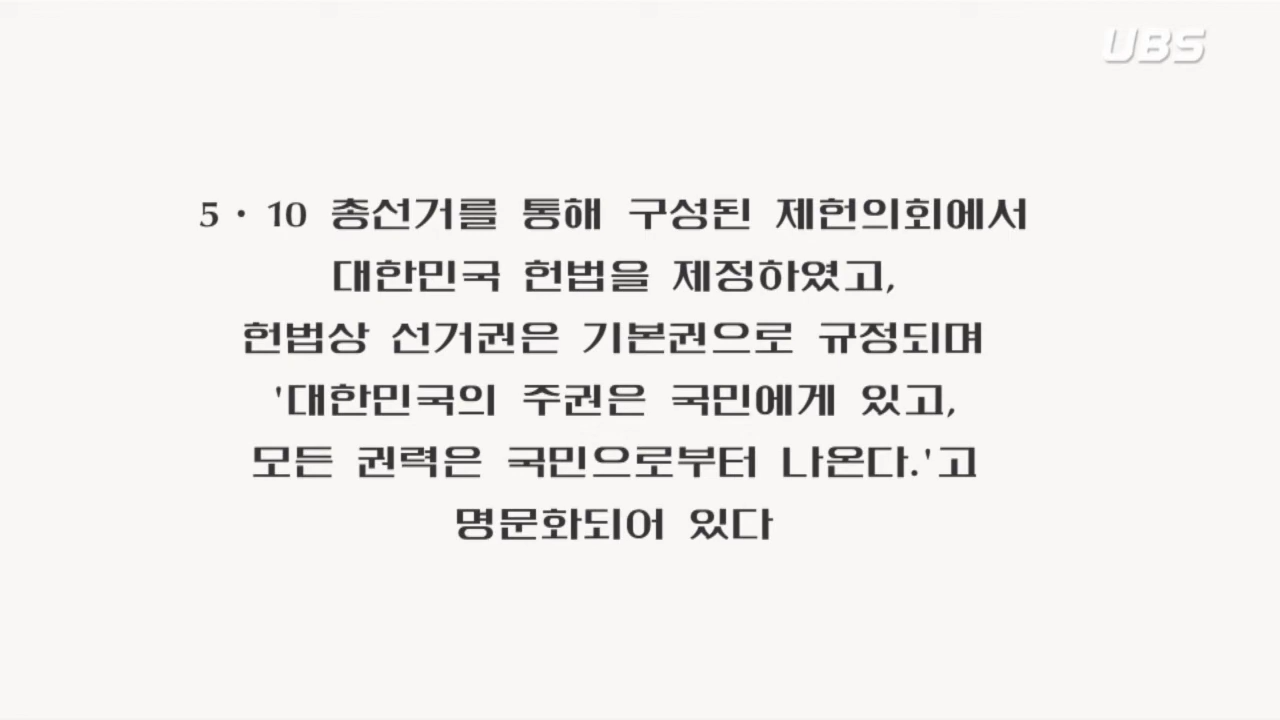 UBS
5 · 10 총선거를 통해 구성된 제헌의회에서
대한민국 헌법을 제정하였고,
헌법상 선거권은 기본권으로 규정되며
'대한민국의 주권은 국민에게 있고,
모든 권력은 국민으로부터 나온다.'고
명문화되어 있다